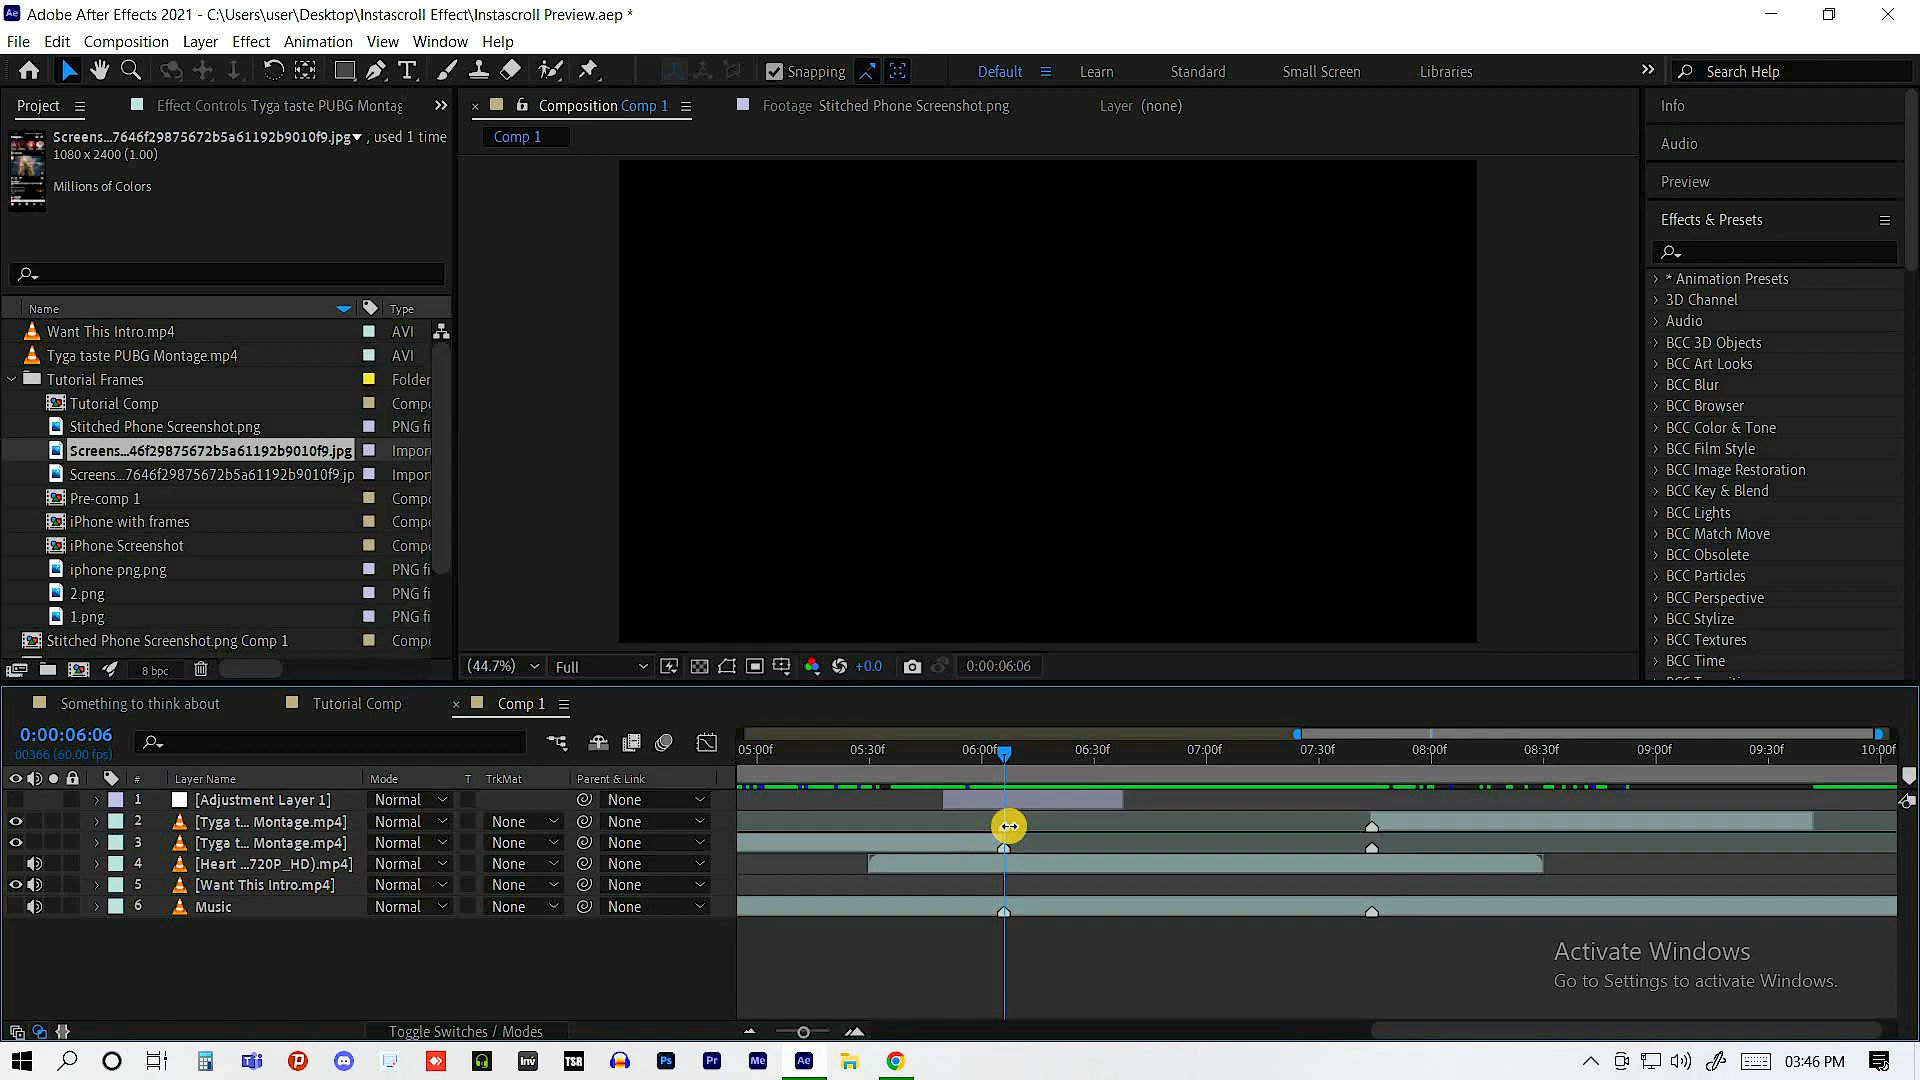 Adobe After Effects 2021 - C:\Users\user\Desktop\Instascroll Effect\Instascroll Preview.aep *
File Edit Composition Layer Effect Animation View Window Help
Snapping Default Learn Standard Small Screen Libraries Search Help
Project Effect Controls Tyga taste PUBG Montag Composition Comp 1 Footage Stitched Phone Screenshot.png Layer (none) Info
Screens...7646f29875672b5a61192b9010f9.jpg , used 1 time
1080 x 2400 (1.00)
Millions of Colors
Comp 1
Audio
Preview
Effects & Presets
* Animation Presets
3D Channel
Audio
BCC 3D Objects
BCC Art Looks
BCC Blur
BCC Browser
BCC Color & Tone
BCC Film Style
BCC Image Restoration
BCC Key & Blend
BCC Lights
BCC Match Move
BCC Obsolete
BCC Particles
BCC Perspective
BCC Stylize
BCC Textures
BCC Time
Name Type
Want This Intro.mp4 AVI
Tyga taste PUBG Montage.mp4 AVI
Tutorial Frames Folder
Tutorial Comp Compo
Stitched Phone Screenshot.png PNG fi
Screens...46f29875672b5a61192b9010f9.jpg Impor
Screens...7646f29875672b5a61192b9010f9.jp Impor
Pre-comp 1 Compo
iPhone with frames Compo
iPhone Screenshot Compo
iphone png.png PNG fi
2.png PNG fi
1.png PNG fi
Stitched Phone Screenshot.png Comp 1 Compo
8 bpc (44.7%) Full +0.0 0:00:06:06
Something to think about Tutorial Comp × Comp 1
0:00:06:06
00366 (60.00 fps)
05:00f 05:30f 06:00f 06:30f 07:00f 07:30f 08:00f 08:30f 09:00f 09:30f 10:00f
# Layer Name Mode T TrkMat Parent & Link
1 [Adjustment Layer 1] Normal None
2 [Tyga t... Montage.mp4] Normal None None
3 [Tyga t... Montage.mp4] Normal None None
4 [Heart ...720P_HD).mp4] Normal None None
5 [Want This Intro.mp4] Normal None None
6 Music Normal None None
Activate Windows
Go to Settings to activate Windows.
Toggle Switches / Modes
Inv TSR Ps Pr Me Ae 03:46 PM